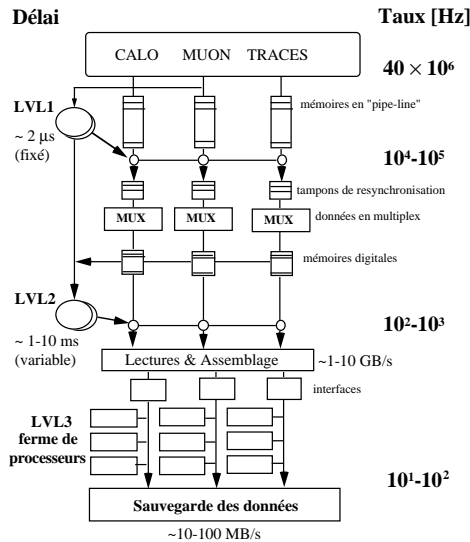 Délai
Taux [Hz]
CALO MUON TRACES
40 × 10⁶
LVL1
mémoires en "pipe-line"
~ 2 μs
(fixé)
10⁴-10⁵
tampons de resynchronisation
MUX MUX MUX
données en multiplex
mémoires digitales
LVL2
10²-10³
~ 1-10 ms
(variable)
Lectures & Assemblage
~1-10 GB/s
interfaces
LVL3
ferme de
processeurs
10¹-10²
Sauvegarde des données
~10-100 MB/s